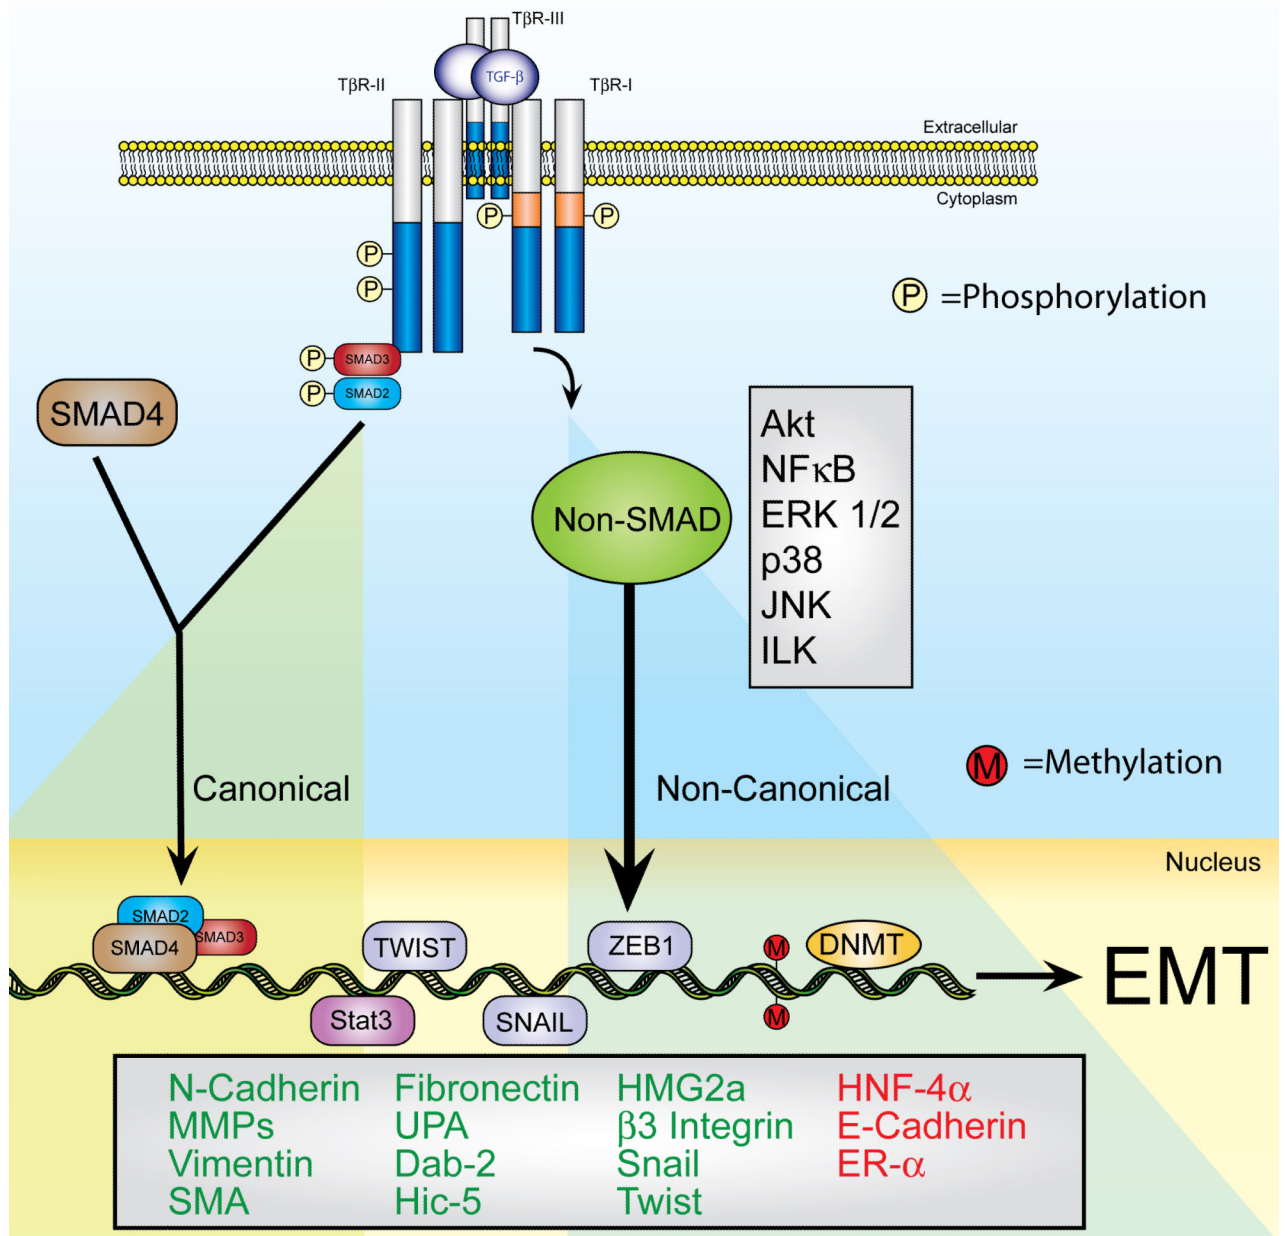 TβR-III
TGF-β
TβR-II
TβR-I
Extracellular
Cytoplasm
P
P
P
P
P =Phosphorylation
P SMAD3
P SMAD2
SMAD4
Akt
NFκB
ERK 1/2
p38
JNK
ILK
Non-SMAD
M =Methylation
Canonical
Non-Canonical
Nucleus
SMAD2
SMAD4
SMAD3
TWIST
ZEB1
M
DNMT
EMT
Stat3
SNAIL
M
N-Cadherin Fibronectin HMG2a HNF-4α
MMPs UPA β3 Integrin E-Cadherin
Vimentin Dab-2 Snail ER-α
SMA Hic-5 Twist